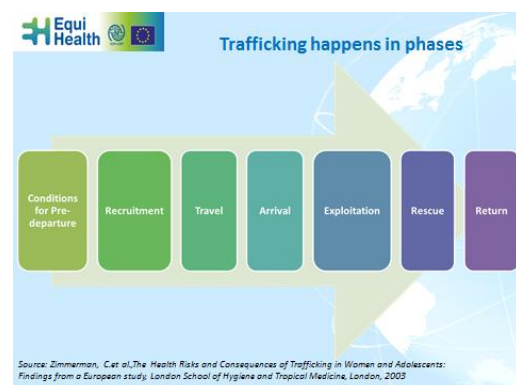 Equi
Health
Trafficking happens in phases
Conditions
for Pre-
departure
Recruitment
Travel
Arrival
Exploitation
Rescue
Return
Source: Zimmerman, C.et al.,The Health Risks and Consequences of Trafficking in Women and Adolescents:
Findings from a European study, London School of Hygiene and Tropical Medicine, London, 2003